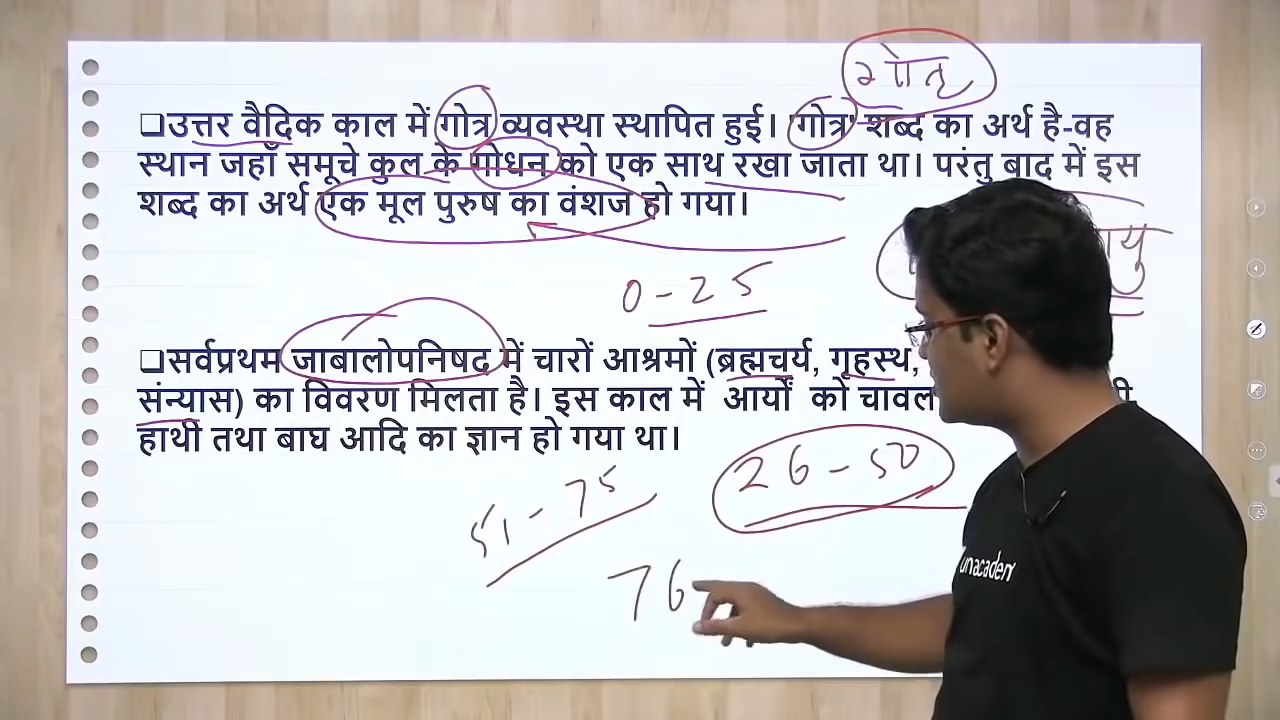 गोत्र
❑उत्तर वैदिक काल में गोत्र व्यवस्था स्थापित हुई। 'गोत्र' शब्द का अर्थ है-वह
स्थान जहाँ समूचे कुल के गोधन को एक साथ रखा जाता था। परंतु बाद में इस
शब्द का अर्थ एक मूल पुरुष का वंशज हो गया।
यु
0-25
❑सर्वप्रथम जाबालोपनिषद में चारों आश्रमों (ब्रह्मचर्य, गृहस्थ,
संन्यास) का विवरण मिलता है। इस काल में आर्यों को चावल
हाथी तथा बाघ आदि का ज्ञान हो गया था।
26-50
51-75
76
unacadem